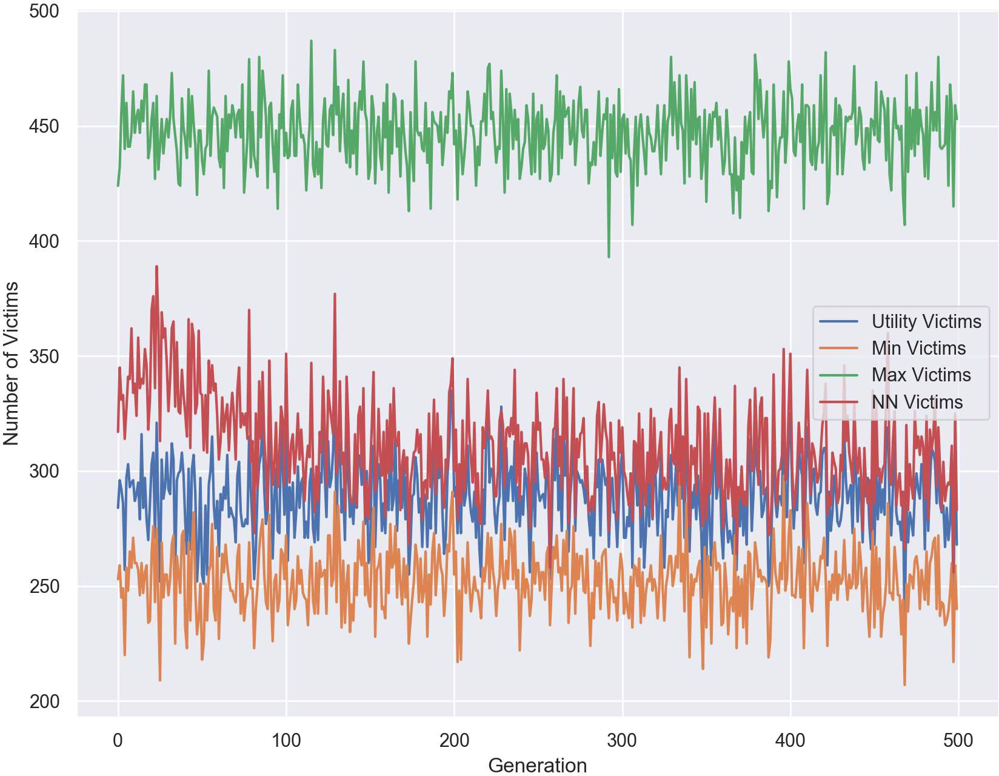 500
450
400
350
300
250
200
Number of Victims
Utility Victims
Min Victims
Max Victims
NN Victims
0 100 200 300 400 500
Generation